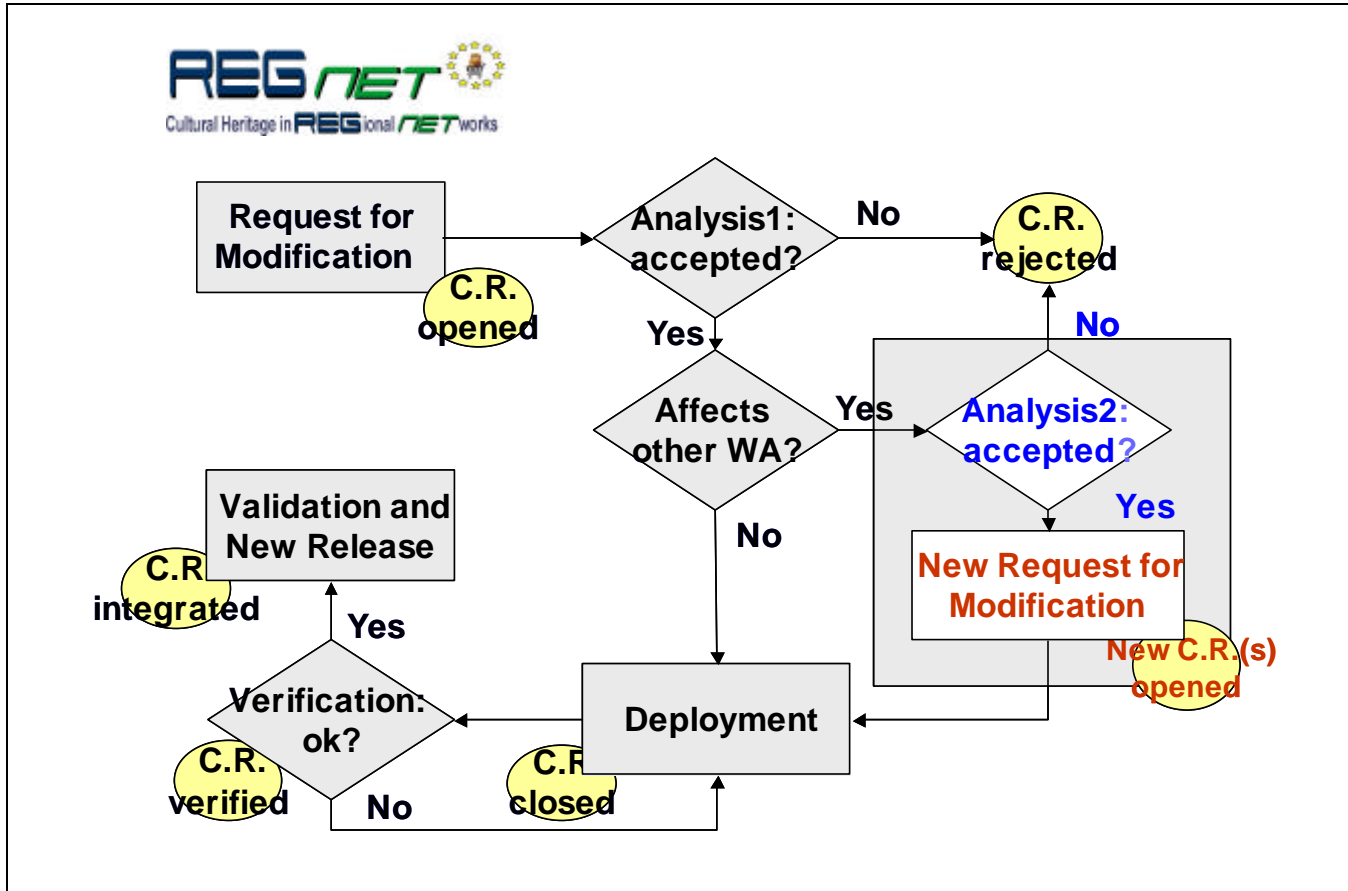 REGNET
Cultural Heritage in REGional NETworks
Request for
Modification
C.R.
opened
Analysis1:
accepted?
No
C.R.
rejected
Yes
No
Affects
other WA?
Yes
Analysis2:
accepted?
Yes
No
New Request for
Modification
New C.R.(s)
opened
Validation and
New Release
C.R.
integrated
Yes
Verification:
ok?
C.R.
verified
No
Deployment
C.R.
closed